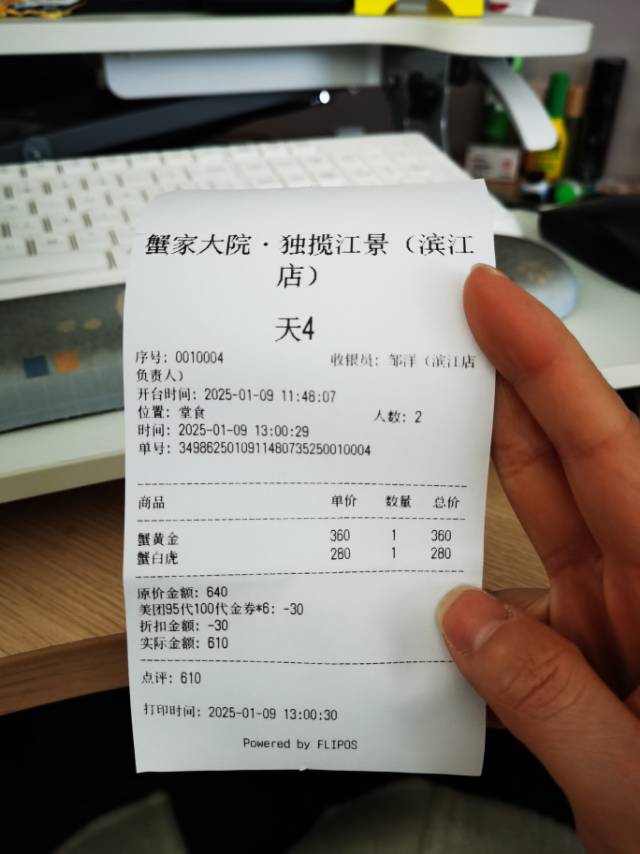 蟹家大院·独揽江景（滨江
店）
天4
序号: 0010004 收银员: 邹洋（滨江店
负责人）
开台时间: 2025-01-09 11:48:07
位置: 堂食 人数: 2
时间: 2025-01-09 13:00:29
单号: 34986250109114807352500​10004
商品 单价 数量 总价
蟹黄金 360 1 360
蟹白虎 280 1 280
原价金额: 640
美团95代100代金券*6: -30
折扣金额: -30
实际金额: 610
点评: 610
打印时间: 2025-01-09 13:00:30
Powered by FLIPOS